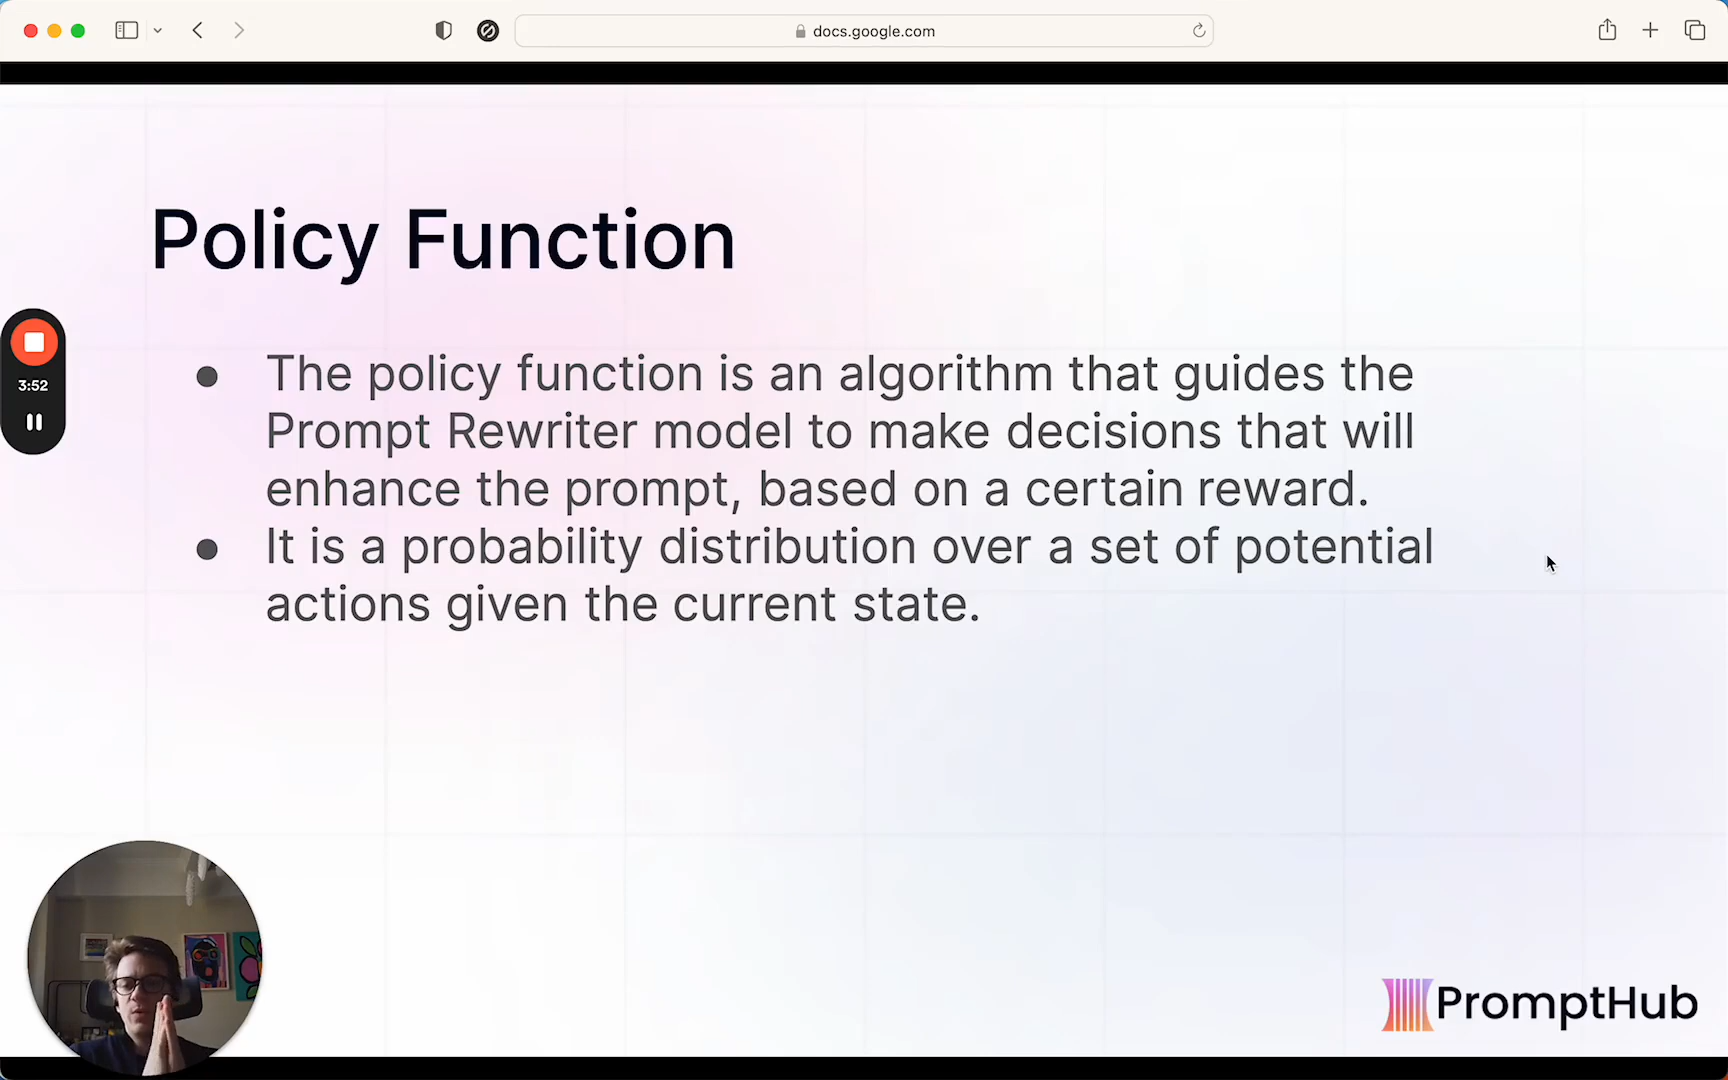 docs.google.com
Policy Function
3:52
● The policy function is an algorithm that guides the
Prompt Rewriter model to make decisions that will
enhance the prompt, based on a certain reward.
● It is a probability distribution over a set of potential
actions given the current state.
PromptHub